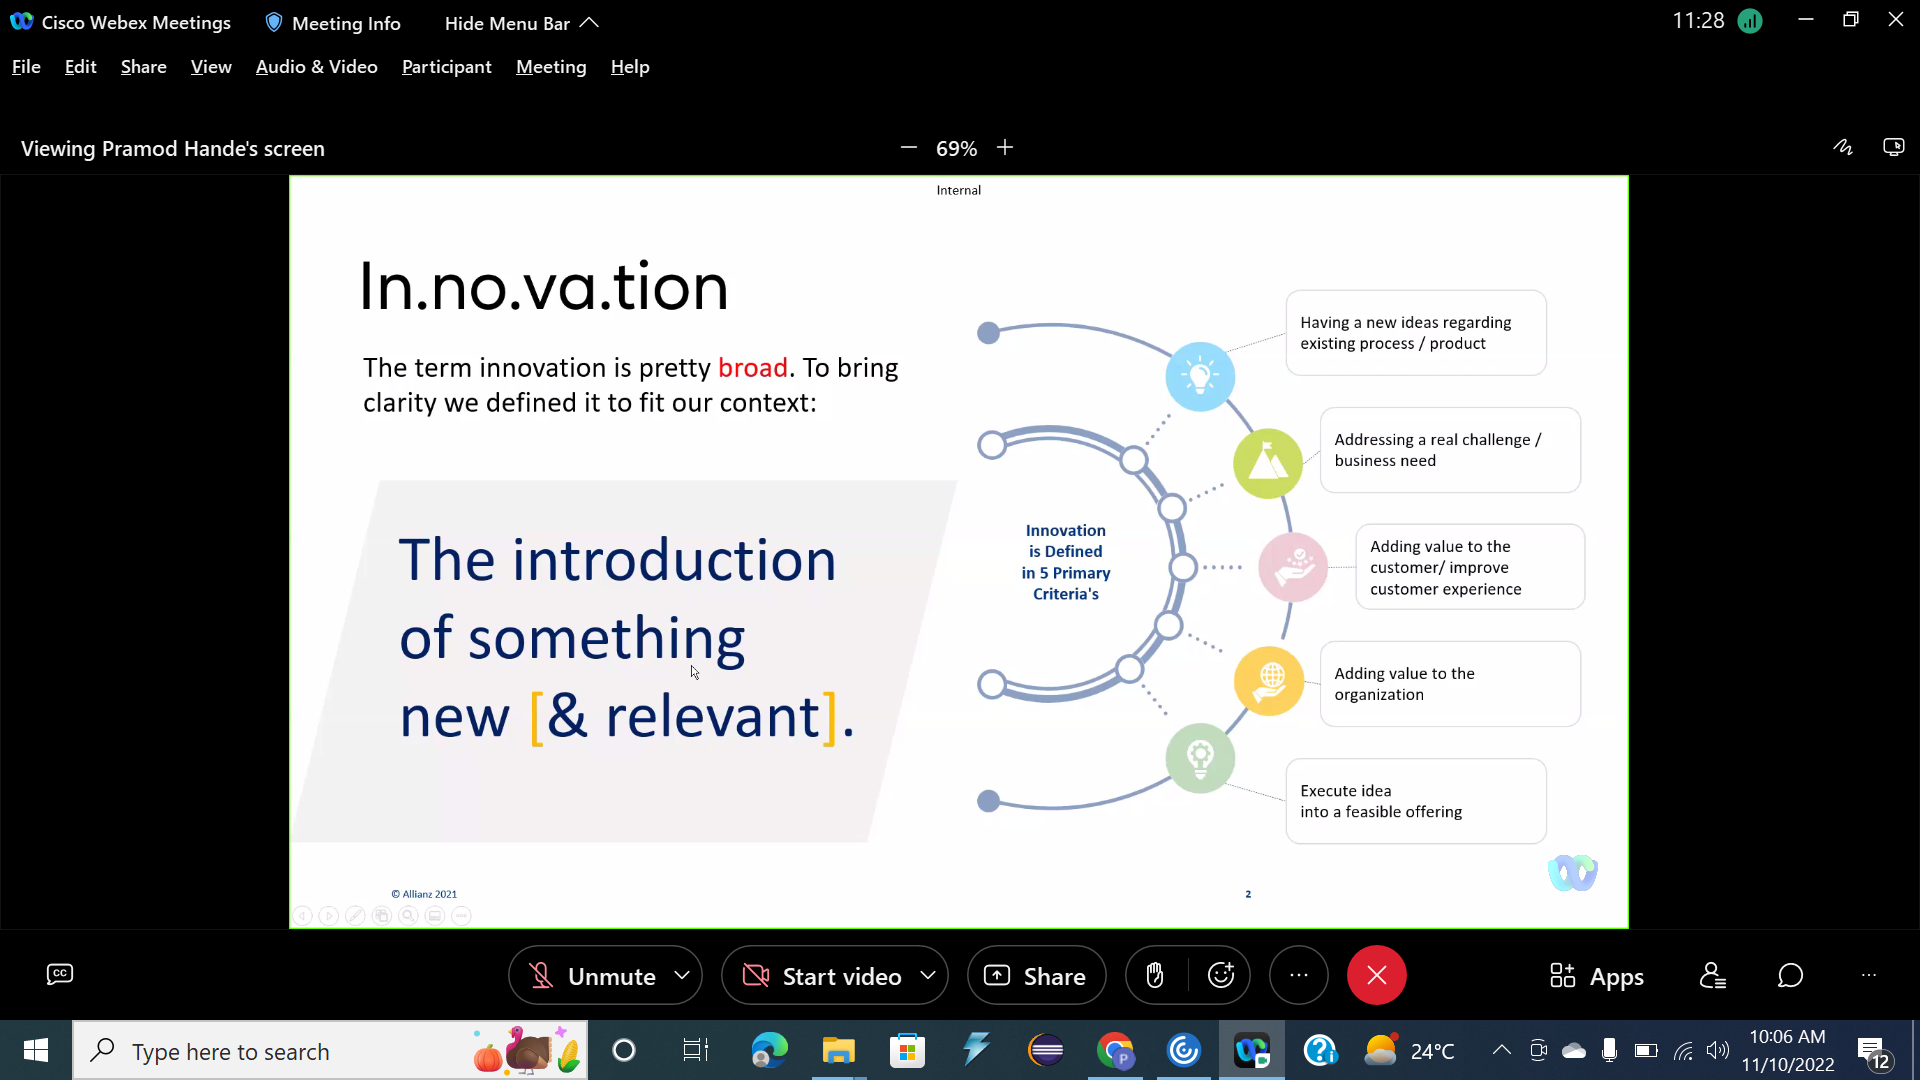 Cisco Webex Meetings
Meeting Info
Hide Menu Bar
11:28
File Edit Share View Audio & Video Participant Meeting Help
Viewing Pramod Hande's screen
69%
Internal
In.no.va.tion
The term innovation is pretty broad. To bring
clarity we defined it to fit our context:
The introduction
of something
new [& relevant].
Innovation
is Defined
in 5 Primary
Criteria's
Having a new ideas regarding
existing process / product
Addressing a real challenge /
business need
Adding value to the
customer/ improve
customer experience
Adding value to the
organization
Execute idea
into a feasible offering
© Allianz 2021
2
CC
Unmute
Start video
Share
Apps
Type here to search
P
24°C
10:06 AM
11/10/2022
12